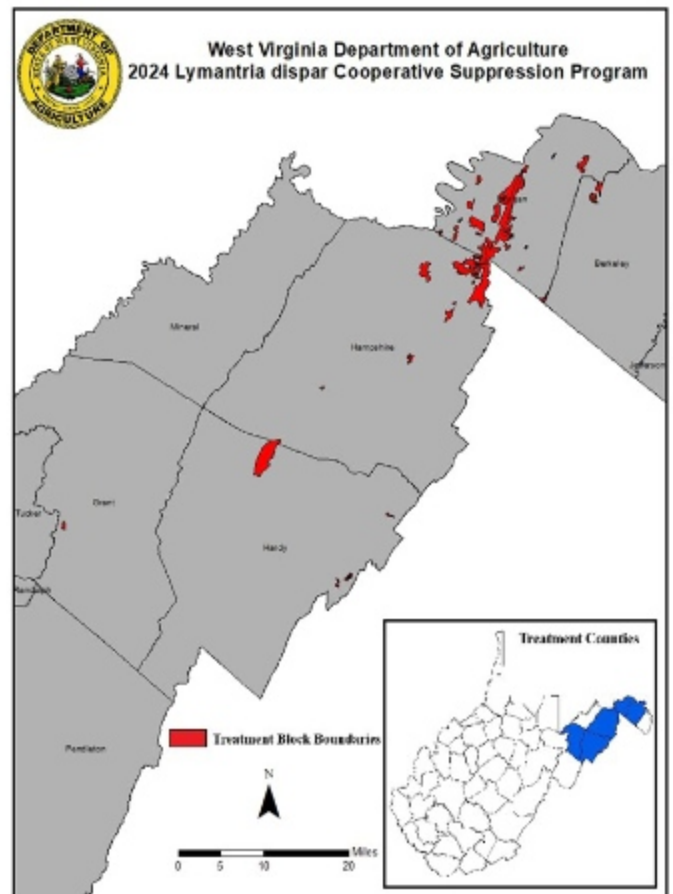 West Virginia Department of Agriculture
2024 Lymantria dispar Cooperative Suppression Program
DEPARTMENT OF
AGRICULTURE
Berkeley
Mineral
Hampshire
Jefferson
Grant
Tucker
Hardy
Randolph
Pendleton
Treatment Counties
Treatment Block Boundaries
N
Miles
0 5 10 20